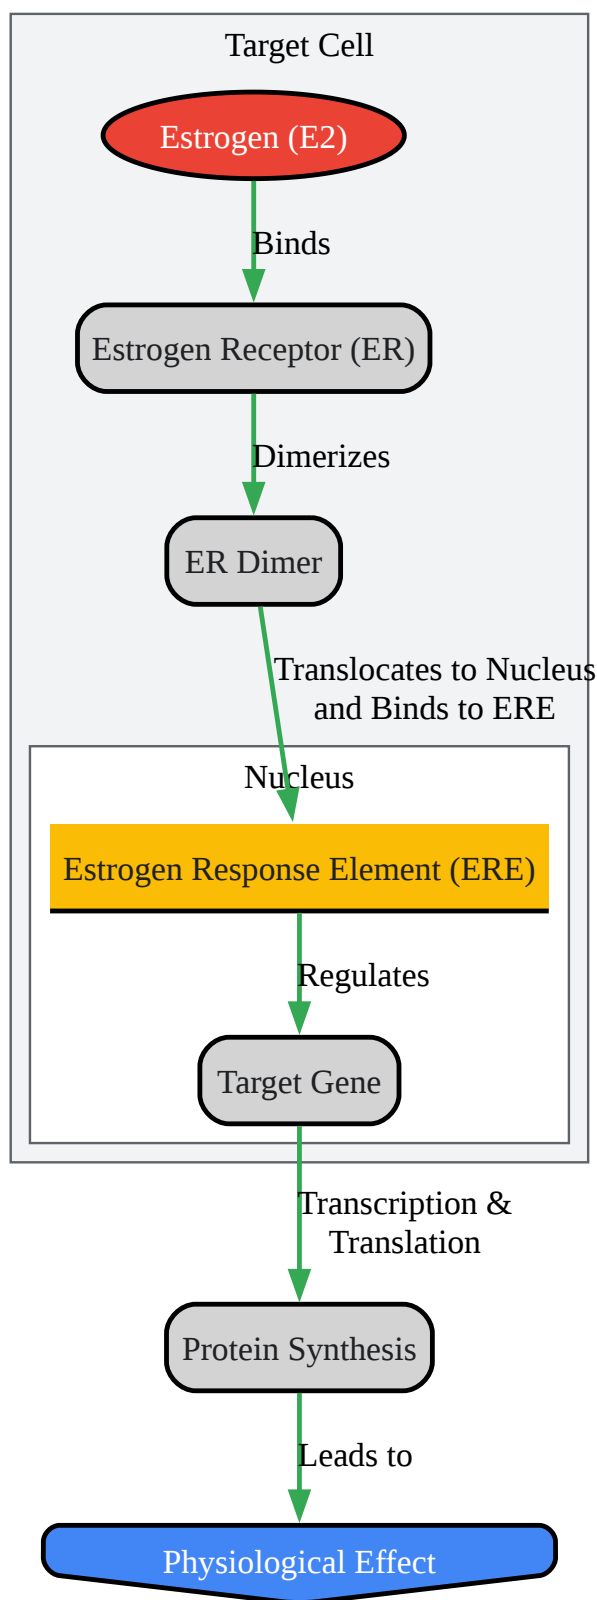 Target Cell
Estrogen (E2)
Binds
Estrogen Receptor (ER)
Dimerizes
ER Dimer
Translocates to Nucleus
and Binds to ERE
Nucleus
Estrogen Response Element (ERE)
Regulates
Target Gene
Transcription &
Translation
Protein Synthesis
Leads to
Physiological Effect